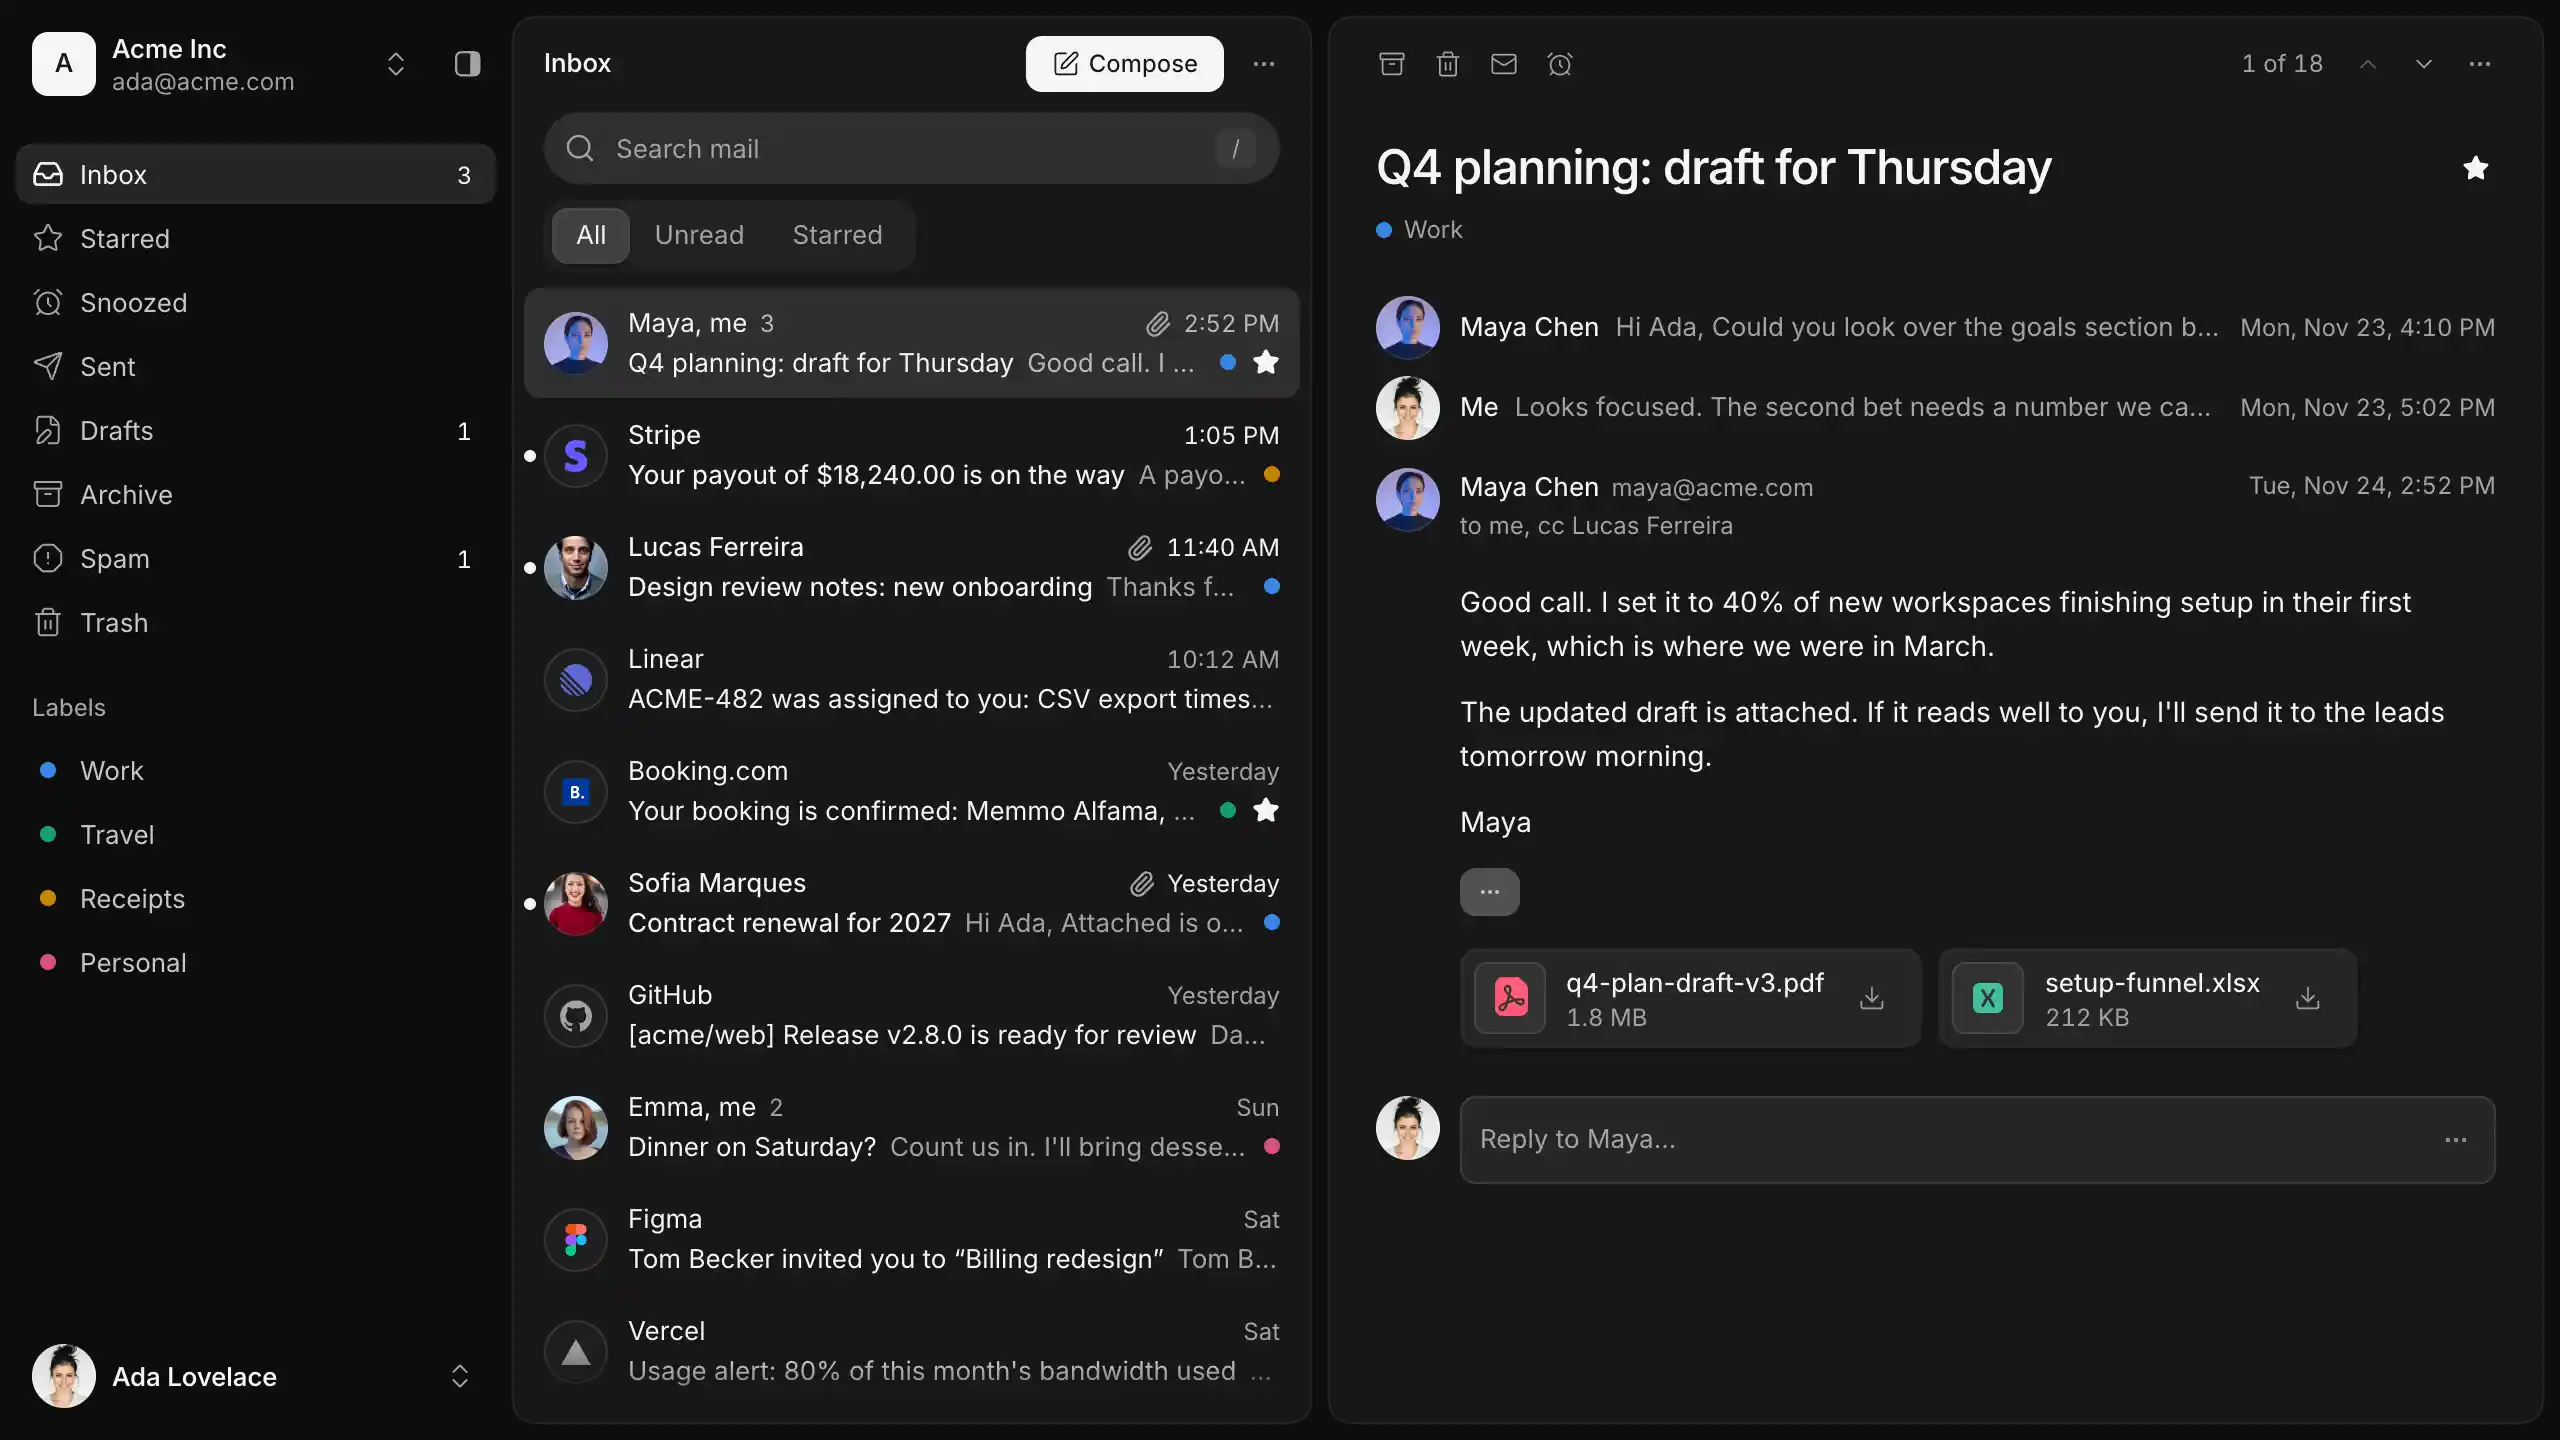 A
Acme Inc
ada@acme.com
Inbox 3
Starred
Snoozed
Sent
Drafts 1
Archive
Spam 1
Trash
Labels
Work
Travel
Receipts
Personal
Ada Lovelace
Inbox
Compose
Search mail /
All Unread Starred
Maya, me 3 2:52 PM
Q4 planning: draft for Thursday Good call. I ...
Stripe 1:05 PM
Your payout of $18,240.00 is on the way A payo...
Lucas Ferreira 11:40 AM
Design review notes: new onboarding Thanks f...
Linear 10:12 AM
ACME-482 was assigned to you: CSV export times...
B.
Booking.com Yesterday
Your booking is confirmed: Memmo Alfama, ...
Sofia Marques Yesterday
Contract renewal for 2027 Hi Ada, Attached is o...
GitHub Yesterday
[acme/web] Release v2.8.0 is ready for review Da...
Emma, me 2 Sun
Dinner on Saturday? Count us in. I'll bring desse...
Figma Sat
Tom Becker invited you to “Billing redesign” Tom B...
Vercel Sat
Usage alert: 80% of this month's bandwidth used ...
1 of 18
Q4 planning: draft for Thursday
Work
Maya Chen Hi Ada, Could you look over the goals section b... Mon, Nov 23, 4:10 PM
Me Looks focused. The second bet needs a number we ca... Mon, Nov 23, 5:02 PM
Maya Chen maya@acme.com Tue, Nov 24, 2:52 PM
to me, cc Lucas Ferreira
Good call. I set it to 40% of new workspaces finishing setup in their first
week, which is where we were in March.
The updated draft is attached. If it reads well to you, I'll send it to the leads
tomorrow morning.
Maya
q4-plan-draft-v3.pdf
1.8 MB
X
setup-funnel.xlsx
212 KB
Reply to Maya...